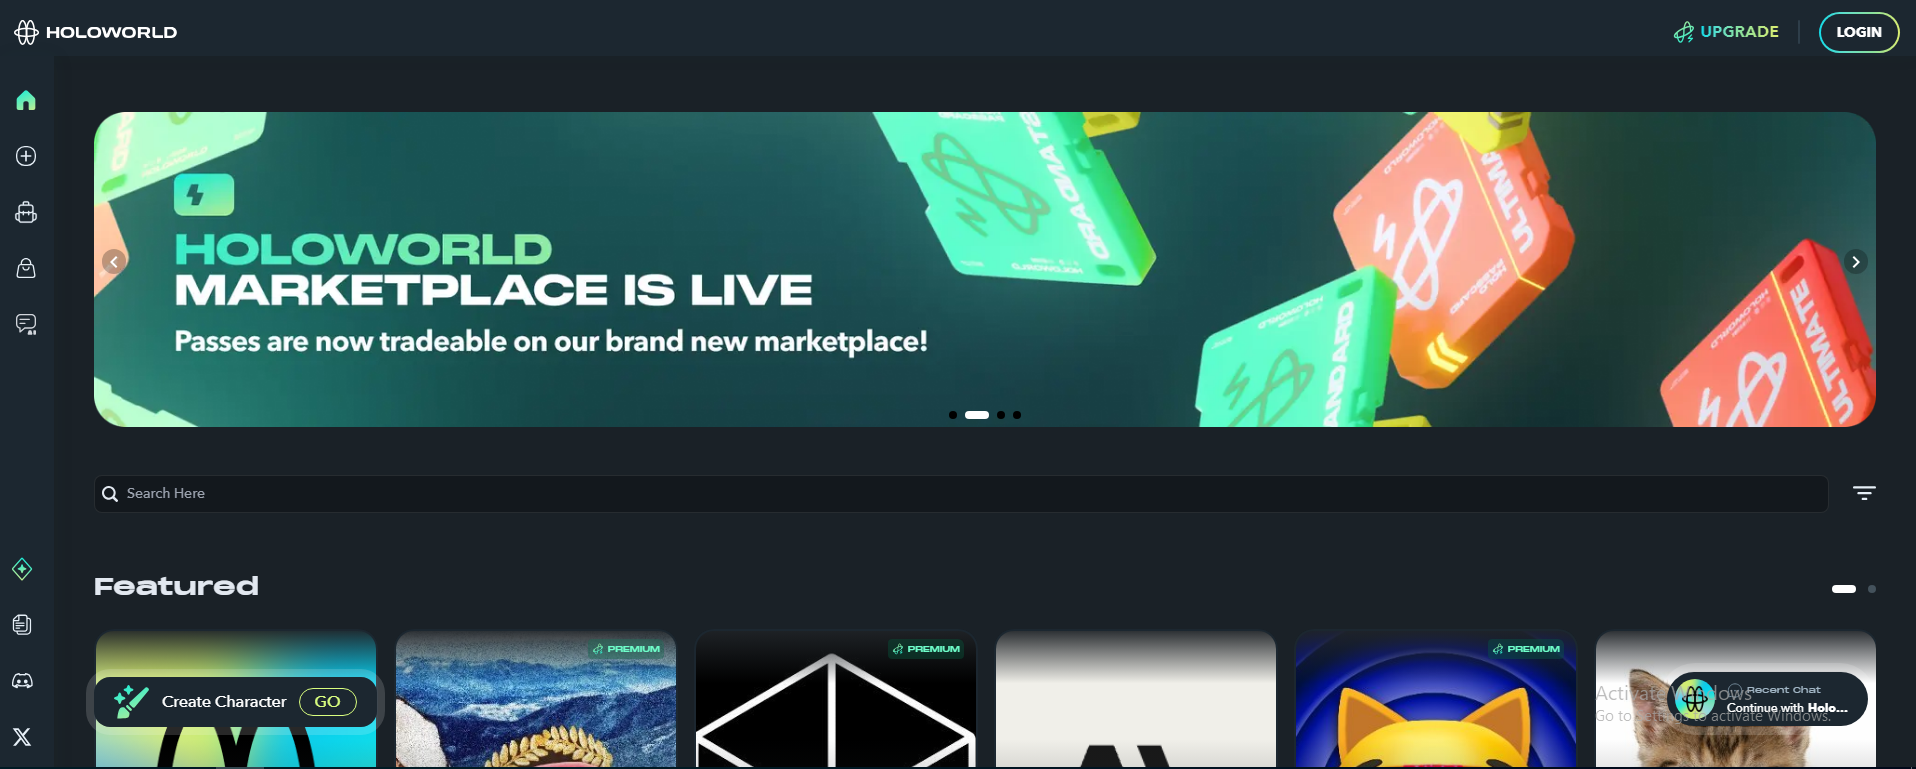 HOLOWORLD
UPGRADE
LOGIN
HOLOWORLD
MARKETPLACE IS LIVE
Passes are now tradeable on our brand new marketplace!
ULTIMATE
HOLOWORLD
ULTIMATE
HOLOWORLD
Search Here
Featured
PREMIUM
PREMIUM
PREMIUM
Create Character
GO
Recent Chat
Continue with Holo...
Activate Windows
Go to Settings to activate Windows.